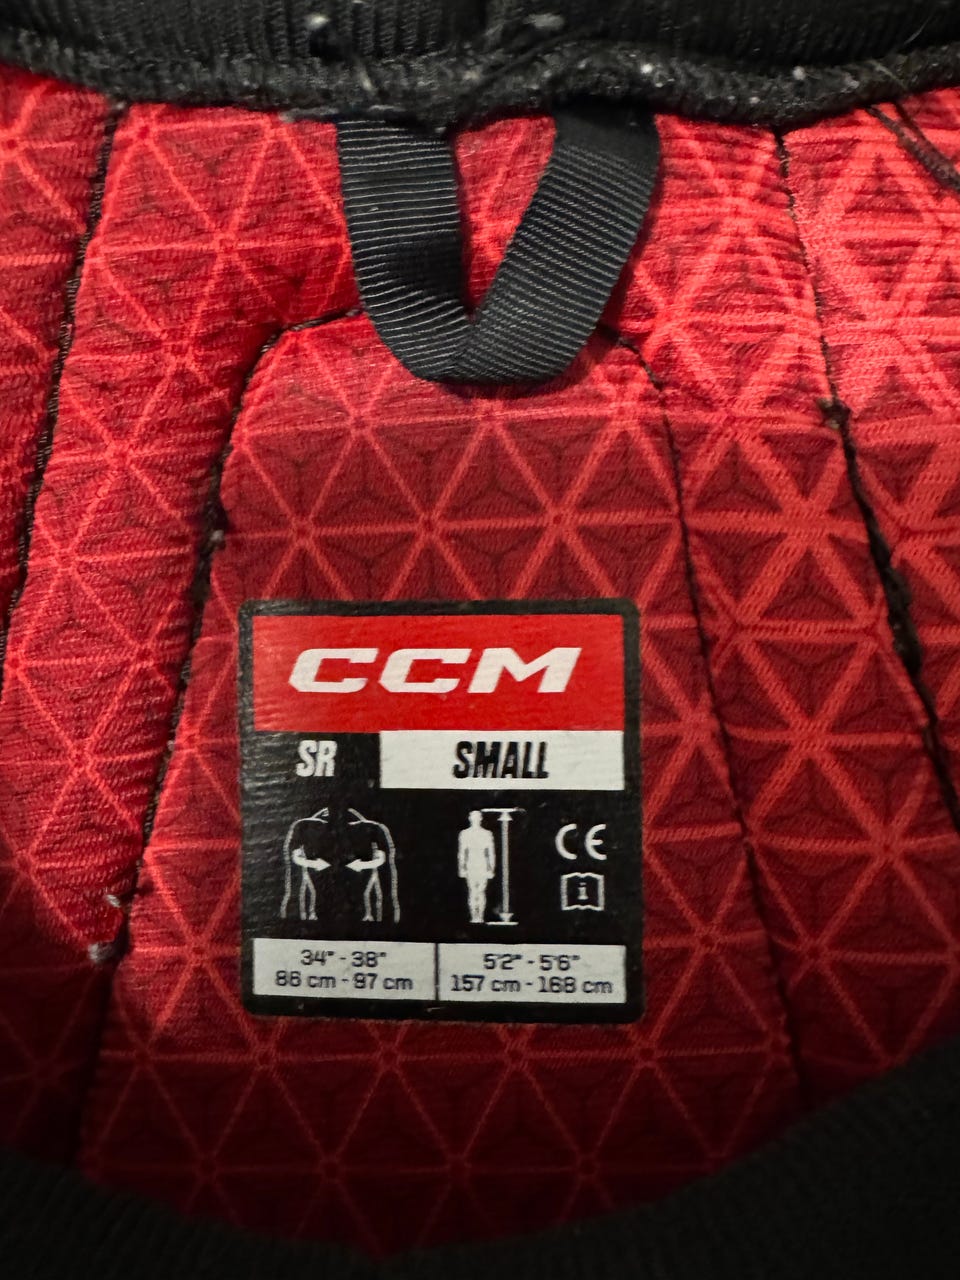 CCM
SR SMALL
CE
i
34" - 38" 5'2" - 5'6"
86 cm - 97 cm 157 cm - 168 cm